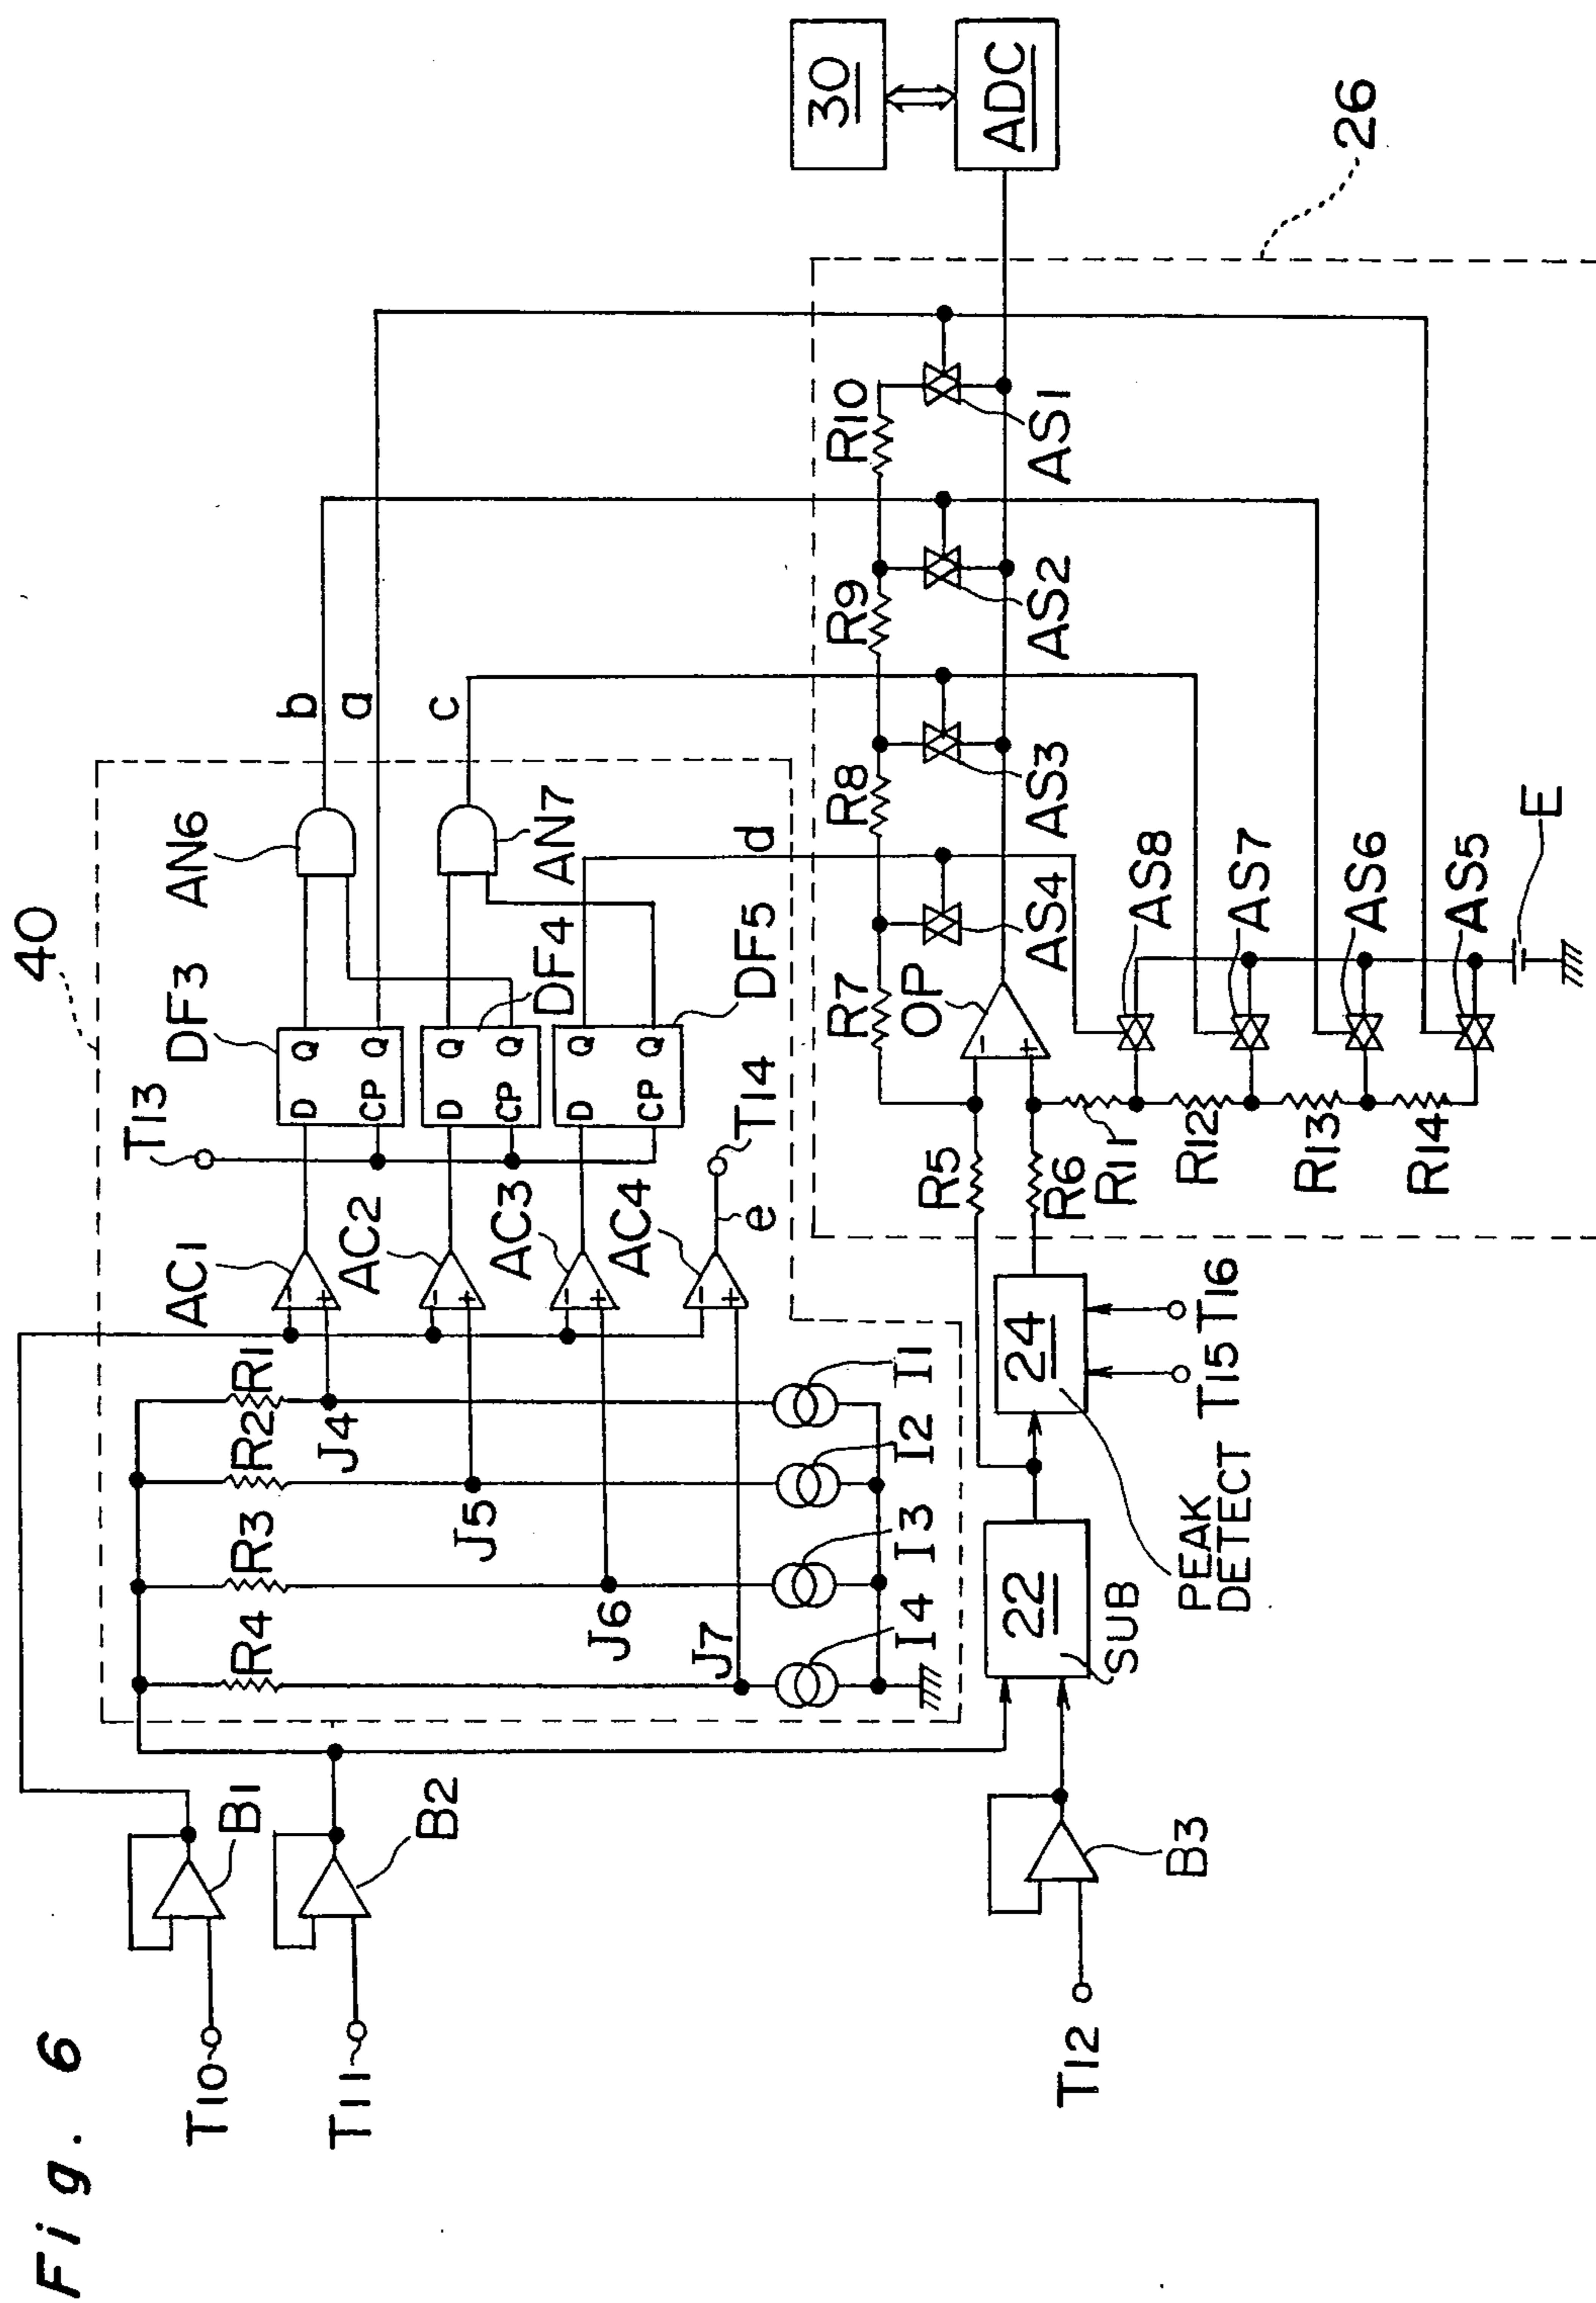 Fig. 6
T10
T11
T12
B1
B2
B3
40
R4
R3
R2
R1
J4
J5
J6
J7
I1
I2
I3
I4
AC1
AC2
AC3
AC4
- +
- +
- +
- +
e
T13
T14
DF3
D Q
CP Q
DF4
D Q
CP Q
DF5
D Q
CP Q
AN6
AN7
b
a
c
d
22
SUB
24
PEAK
DETECT
T15
T16
R5
R6
OP
- +
R7
R8
R9
R10
AS4
AS3
AS2
AS1
R11
R12
R13
R14
AS8
AS7
AS6
AS5
E
26
30
ADC